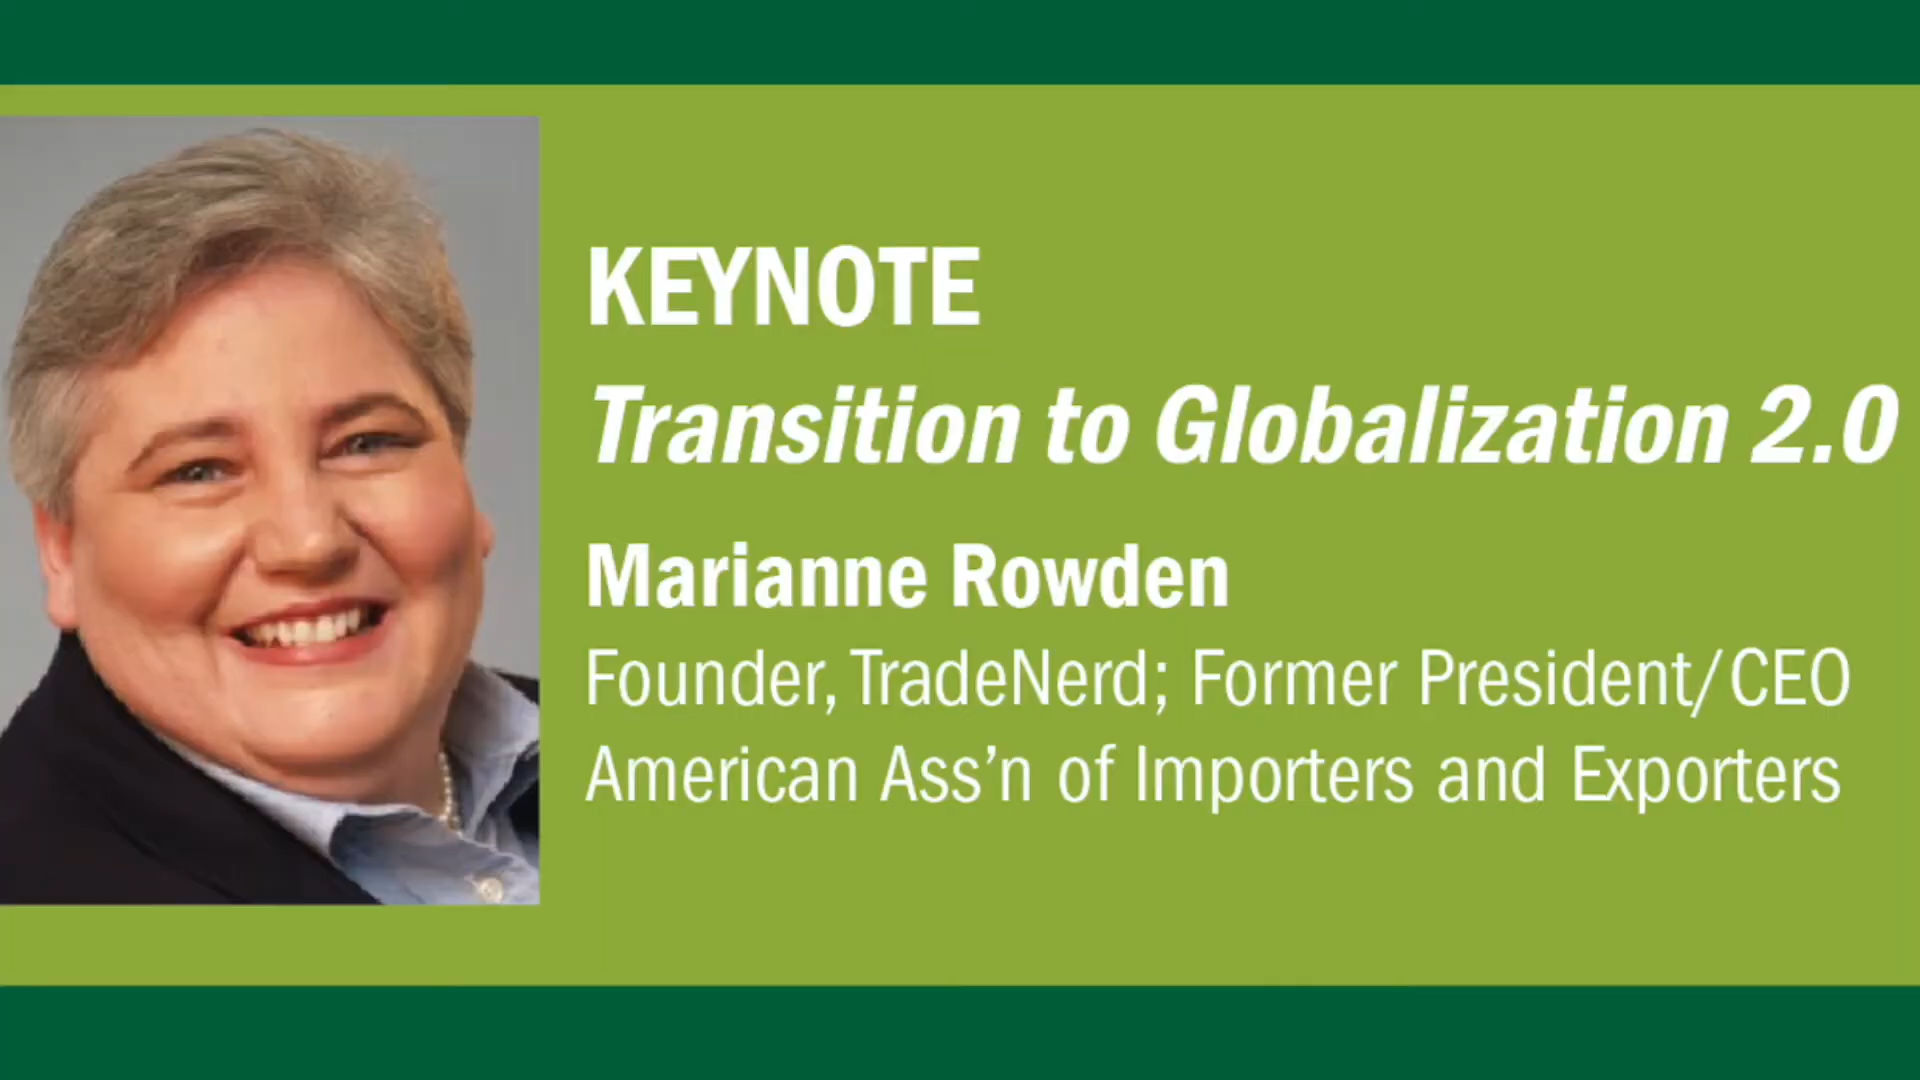 KEYNOTE
Transition to Globalization 2.0
Marianne Rowden
Founder, TradeNerd; Former President/CEO
American Ass’n of Importers and Exporters